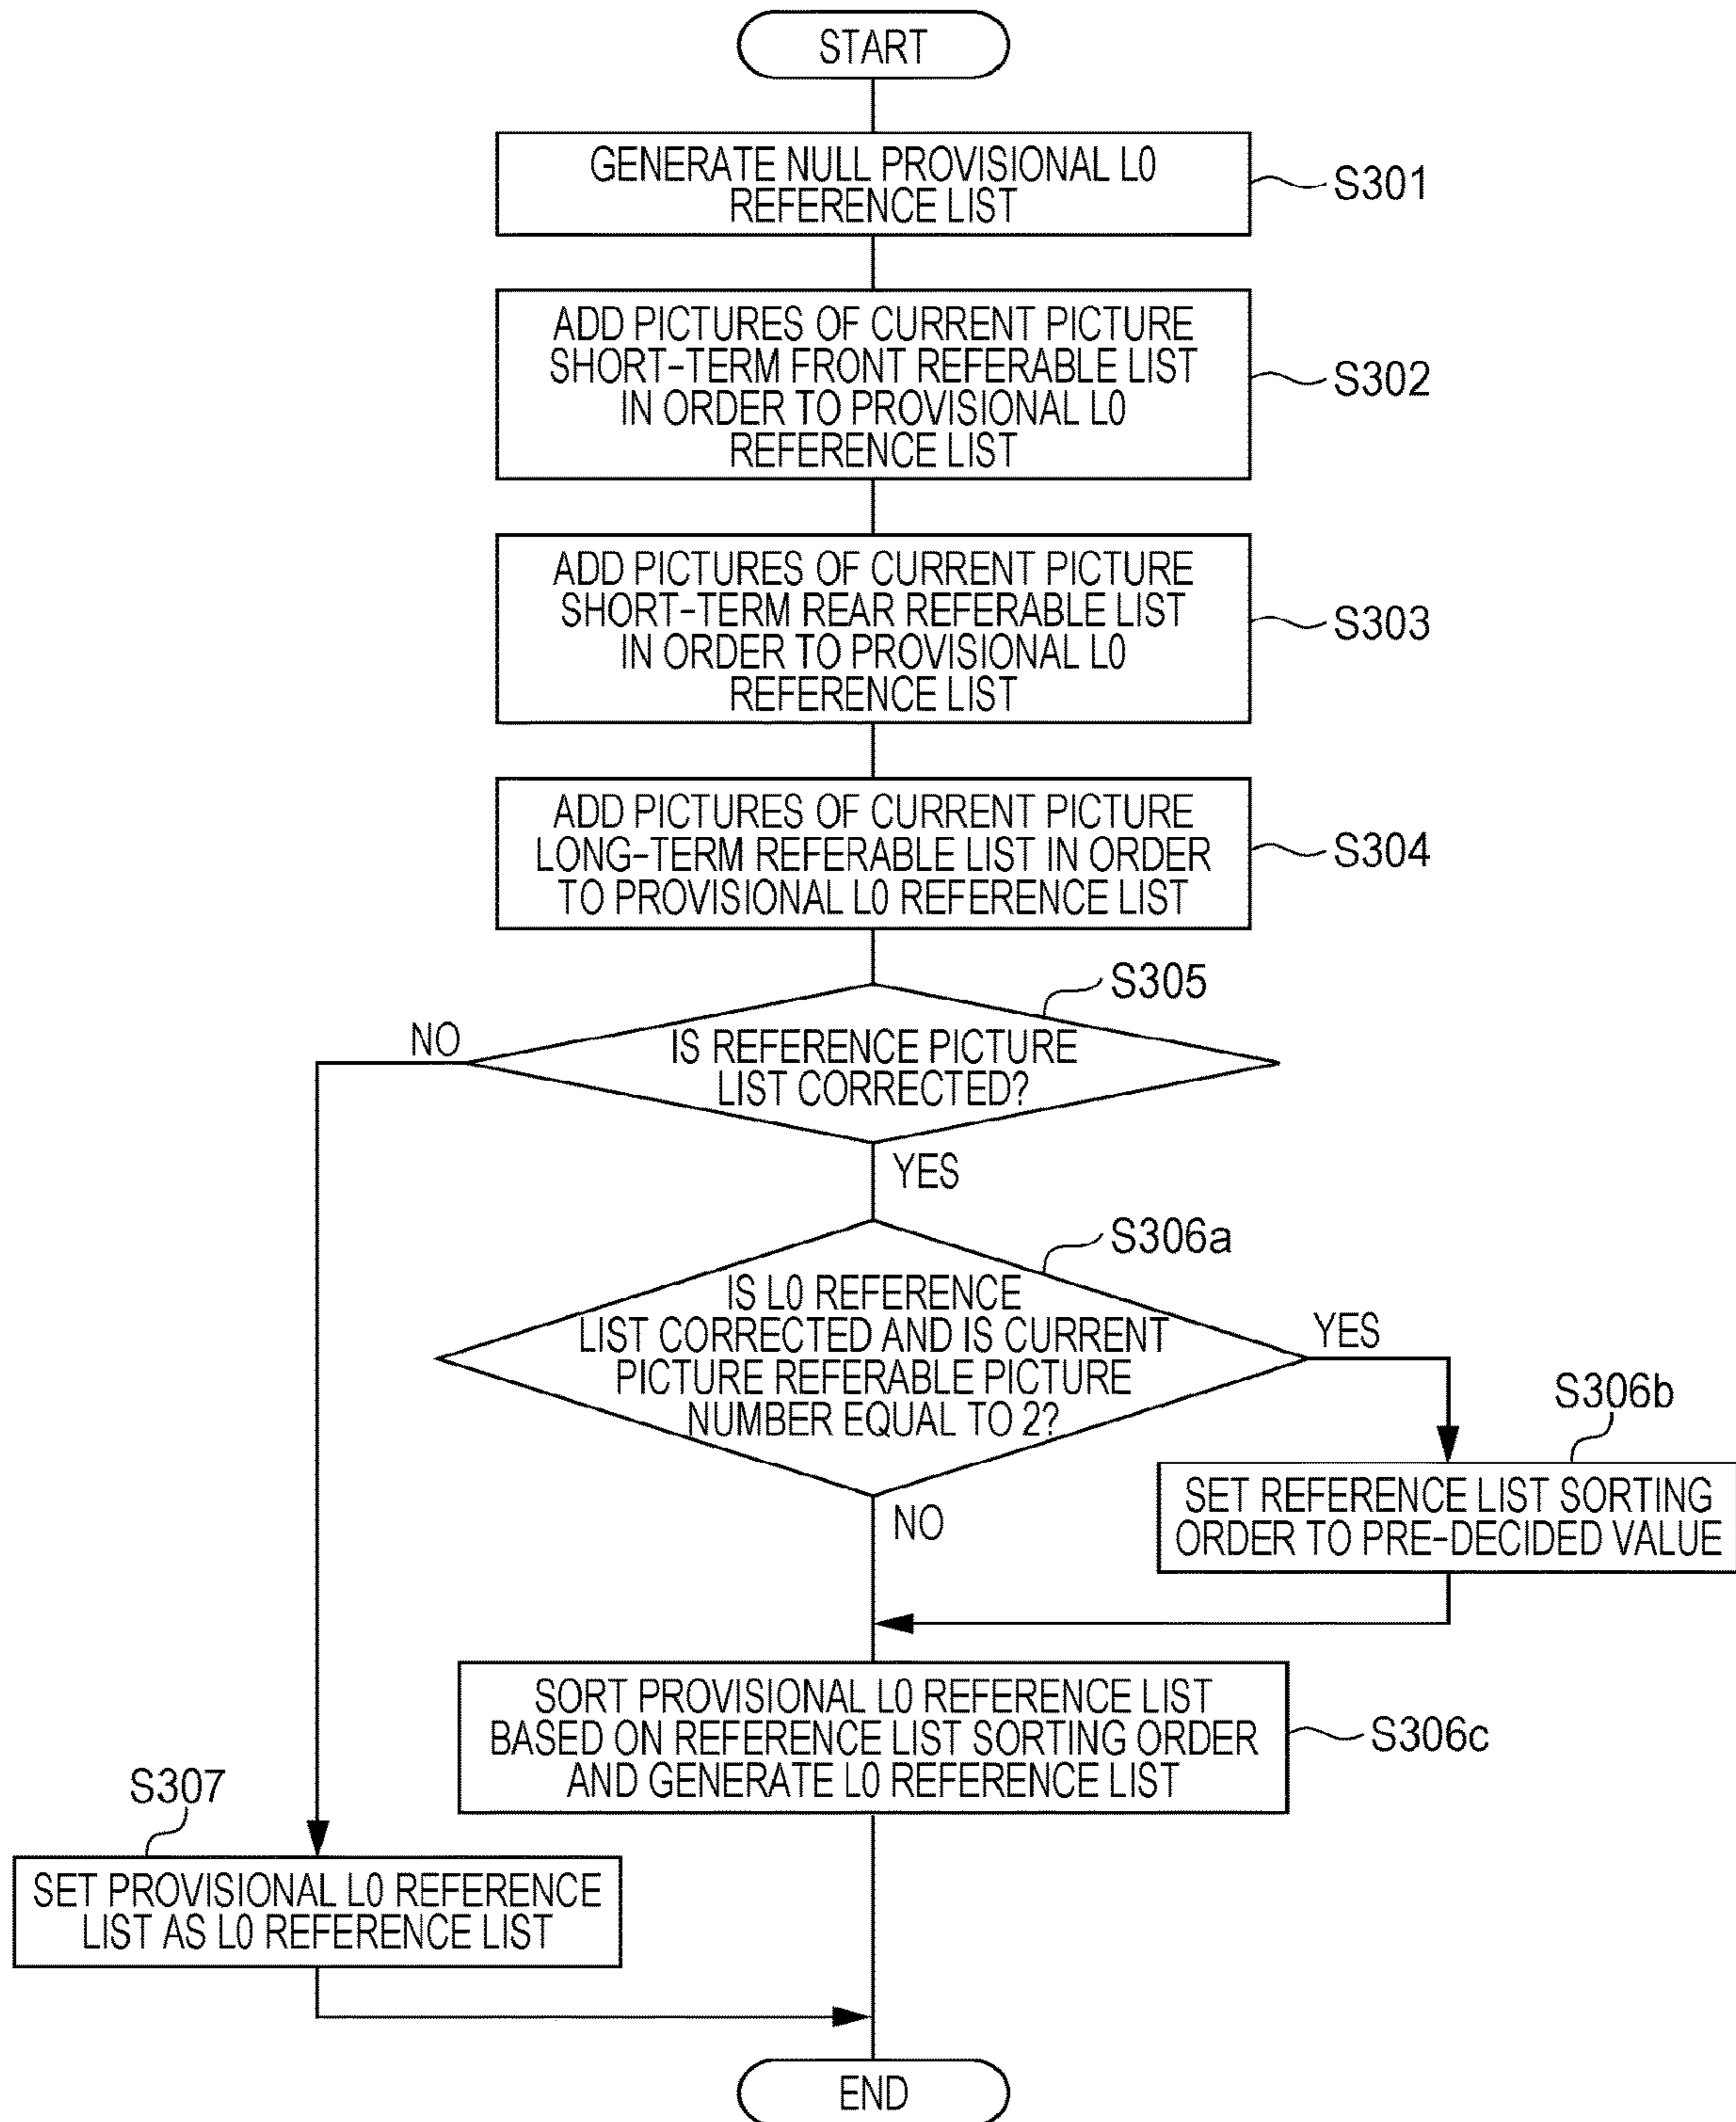 START
GENERATE NULL PROVISIONAL L0
REFERENCE LIST
S301
ADD PICTURES OF CURRENT PICTURE
SHORT-TERM FRONT REFERABLE LIST
IN ORDER TO PROVISIONAL L0
REFERENCE LIST
S302
ADD PICTURES OF CURRENT PICTURE
SHORT-TERM REAR REFERABLE LIST
IN ORDER TO PROVISIONAL L0
REFERENCE LIST
S303
ADD PICTURES OF CURRENT PICTURE
LONG-TERM REFERABLE LIST IN ORDER
TO PROVISIONAL L0 REFERENCE LIST
S304
S305
NO
IS REFERENCE PICTURE
LIST CORRECTED?
YES
S306a
IS L0 REFERENCE
LIST CORRECTED AND IS CURRENT
PICTURE REFERABLE PICTURE
NUMBER EQUAL TO 2?
YES
S306b
SET REFERENCE LIST SORTING
ORDER TO PRE-DECIDED VALUE
NO
SORT PROVISIONAL L0 REFERENCE LIST
BASED ON REFERENCE LIST SORTING ORDER
AND GENERATE L0 REFERENCE LIST
S306c
S307
SET PROVISIONAL L0 REFERENCE
LIST AS L0 REFERENCE LIST
END